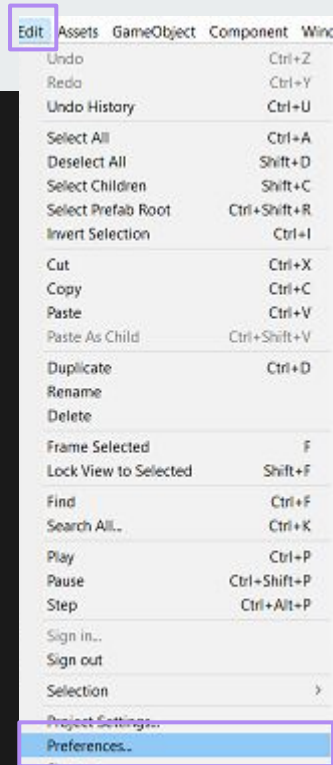 Edit Assets GameObject Component Wind
Undo Ctrl+Z
Redo Ctrl+Y
Undo History Ctrl+U
Select All Ctrl+A
Deselect All Shift+D
Select Children Shift+C
Select Prefab Root Ctrl+Shift+R
Invert Selection Ctrl+I
Cut Ctrl+X
Copy Ctrl+C
Paste Ctrl+V
Paste As Child Ctrl+Shift+V
Duplicate Ctrl+D
Rename
Delete
Frame Selected F
Lock View to Selected Shift+F
Find Ctrl+F
Search All... Ctrl+K
Play Ctrl+P
Pause Ctrl+Shift+P
Step Ctrl+Alt+P
Sign in...
Sign out
Selection >
Project Settings...
Preferences...